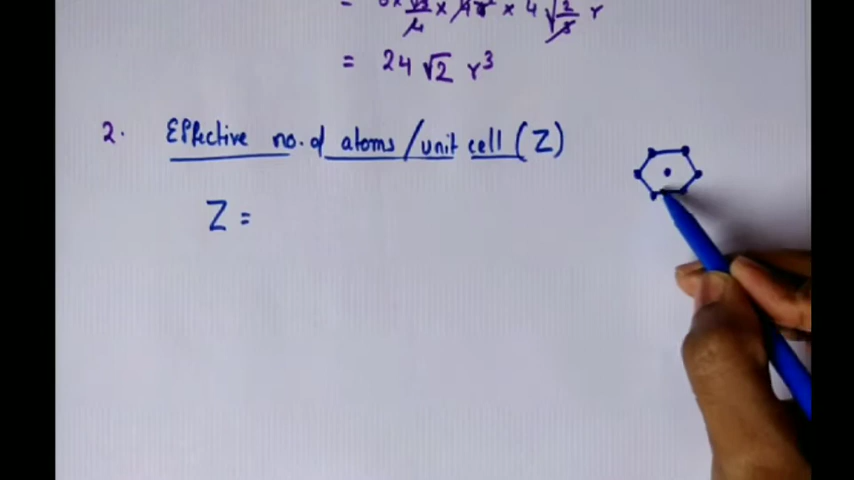 = 24 √2 r³
2. Effective no. of atoms/unit cell (Z)
Z =